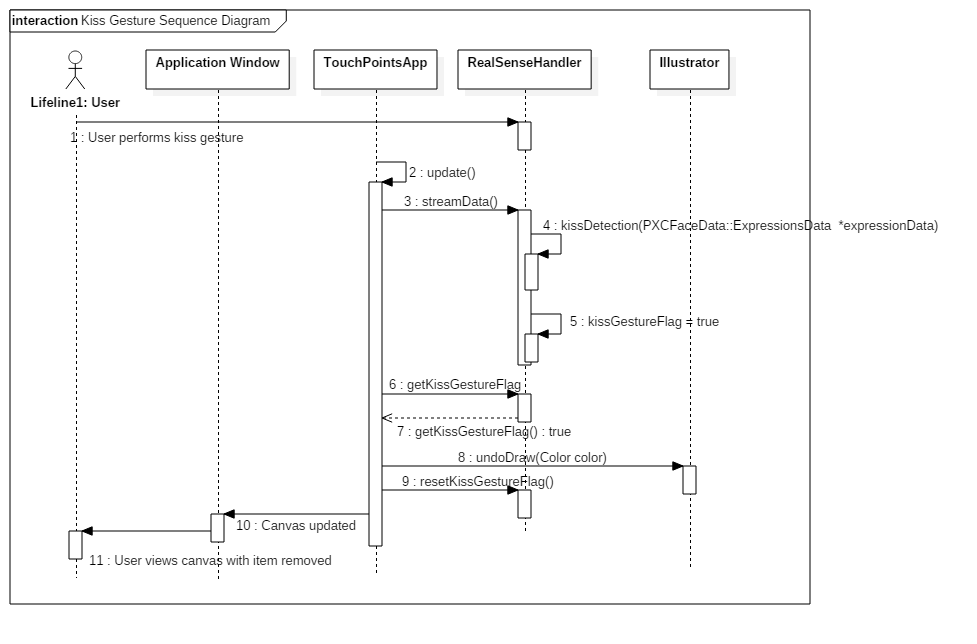 interaction Kiss Gesture Sequence Diagram
Application Window
TouchPointsApp
RealSenseHandler
Illustrator
Lifeline1: User
1 : User performs kiss gesture
2 : update()
3 : streamData()
4 : kissDetection(PXCFaceData::ExpressionsData *expressionData)
5 : kissGestureFlag = true
6 : getKissGestureFlag
7 : getKissGestureFlag() : true
8 : undoDraw(Color color)
9 : resetKissGestureFlag()
10 : Canvas updated
11 : User views canvas with item removed